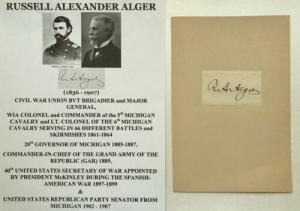 RUSSELL ALEXANDER ALGER
R A Alger
(1836 - 1907)
CIVIL WAR UNION BVT BRIGADIER and MAJOR
GENERAL,
WIA COLONEL and COMMANDER of the 5th MICHIGAN
CAVALRY and LT. COLONEL OF THE 6th MICHIGAN
CAVALRY SERVING IN 66 DIFFERENT BATTLES and
SKIRMISHES 1861-1864
20th GOVERNOR OF MICHIGAN 1885-1887,
COMMANDER-IN-CHIEF OF THE GRAND ARMY OF THE
REPUBLIC (GAR) 1889,
40th UNITED STATES SECRETARY OF WAR APPOINTED
BY PRESIDENT McKINLEY DURING THE SPANISH-
AMERICAN WAR 1897-1899
&
UNITED STATES REPUBLICAN PARTY SENATOR FROM
MICHIGAN 1902 - 1907
R. A. Alger